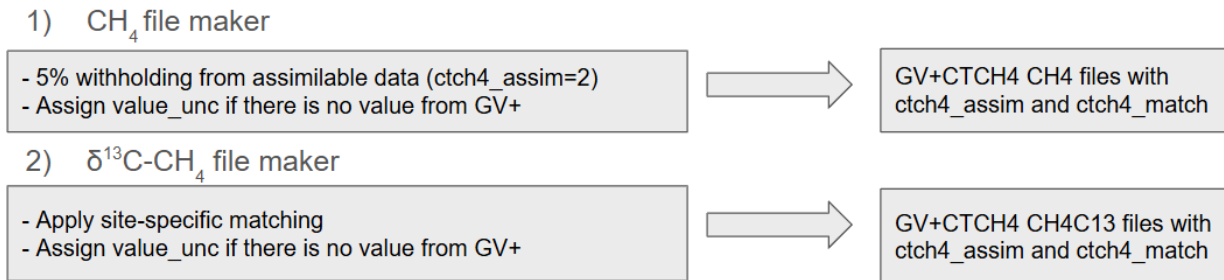 1) CH₄ file maker
- 5% withholding from assimilable data (ctch4_assim=2)
- Assign value_unc if there is no value from GV+
GV+CTCH4 CH4 files with
ctch4_assim and ctch4_match
2) δ¹³C-CH₄ file maker
- Apply site-specific matching
- Assign value_unc if there is no value from GV+
GV+CTCH4 CH4C13 files with
ctch4_assim and ctch4_match